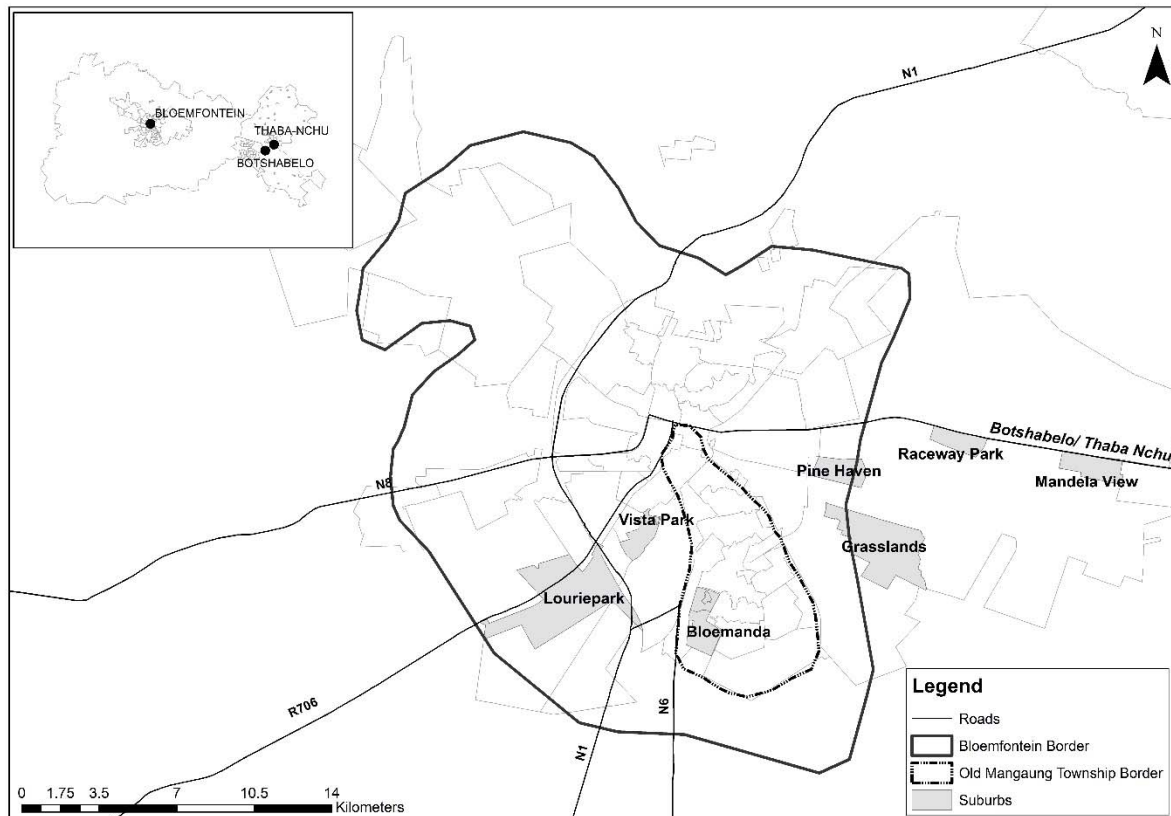 BLOEMFONTEIN
THABA-NCHU
BOTSHABELO
N
N1
Botshabelo/ Thaba Nchu
Raceway Park
Pine Haven
Mandela View
N8
Vista Park
Grasslands
Louriepark
Bloemanda
R706
N1
N6
Legend
Roads
Bloemfontein Border
Old Mangaung Township Border
Suburbs
0 1.75 3.5 7 10.5 14
Kilometers